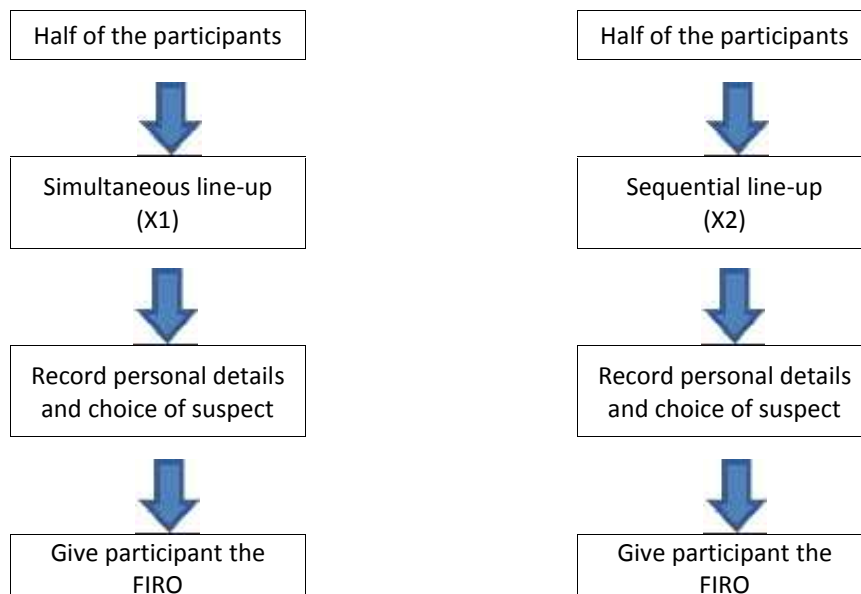 Half of the participants
Half of the participants
Simultaneous line-up
(X1)
Sequential line-up
(X2)
Record personal details
and choice of suspect
Record personal details
and choice of suspect
Give participant the
FIRO
Give participant the
FIRO